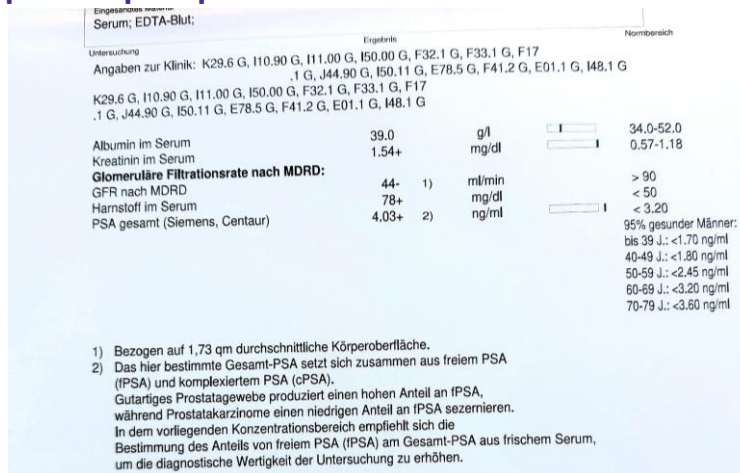 Serum; EDTA-Blut;
Untersuchung Ergebnis Normbereich
Angaben zur Klinik: K29.6 G, I10.90 G, I11.00 G, I50.00 G, F32.1 G, F33.1 G, F17
.1 G, J44.90 G, I50.11 G, E78.5 G, F41.2 G, E01.1 G, I48.1 G
K29.6 G, I10.90 G, I11.00 G, I50.00 G, F32.1 G, F33.1 G, F17
.1 G, J44.90 G, I50.11 G, E78.5 G, F41.2 G, E01.1 G, I48.1 G
Albumin im Serum 39.0 g/l 34.0-52.0
Kreatinin im Serum 1.54+ mg/dl 0.57-1.18
Glomeruläre Filtrationsrate nach MDRD:
GFR nach MDRD 44- 1) ml/min > 90
Harnstoff im Serum 78+ mg/dl < 50
PSA gesamt (Siemens, Centaur) 4.03+ 2) ng/ml < 3.20
95% gesunder Männer:
bis 39 J.: <1.70 ng/ml
40-49 J.: <1.80 ng/ml
50-59 J.: <2.45 ng/ml
60-69 J.: <3.20 ng/ml
70-79 J.: <3.60 ng/ml
1) Bezogen auf 1,73 qm durchschnittliche Körperoberfläche.
2) Das hier bestimmte Gesamt-PSA setzt sich zusammen aus freiem PSA
(fPSA) und komplexiertem PSA (cPSA).
Gutartiges Prostatagewebe produziert einen hohen Anteil an fPSA,
während Prostatakarzinome einen niedrigen Anteil an fPSA sezernieren.
In dem vorliegenden Konzentrationsbereich empfiehlt sich die
Bestimmung des Anteils von freiem PSA (fPSA) am Gesamt-PSA aus frischem Serum,
um die diagnostische Wertigkeit der Untersuchung zu erhöhen.